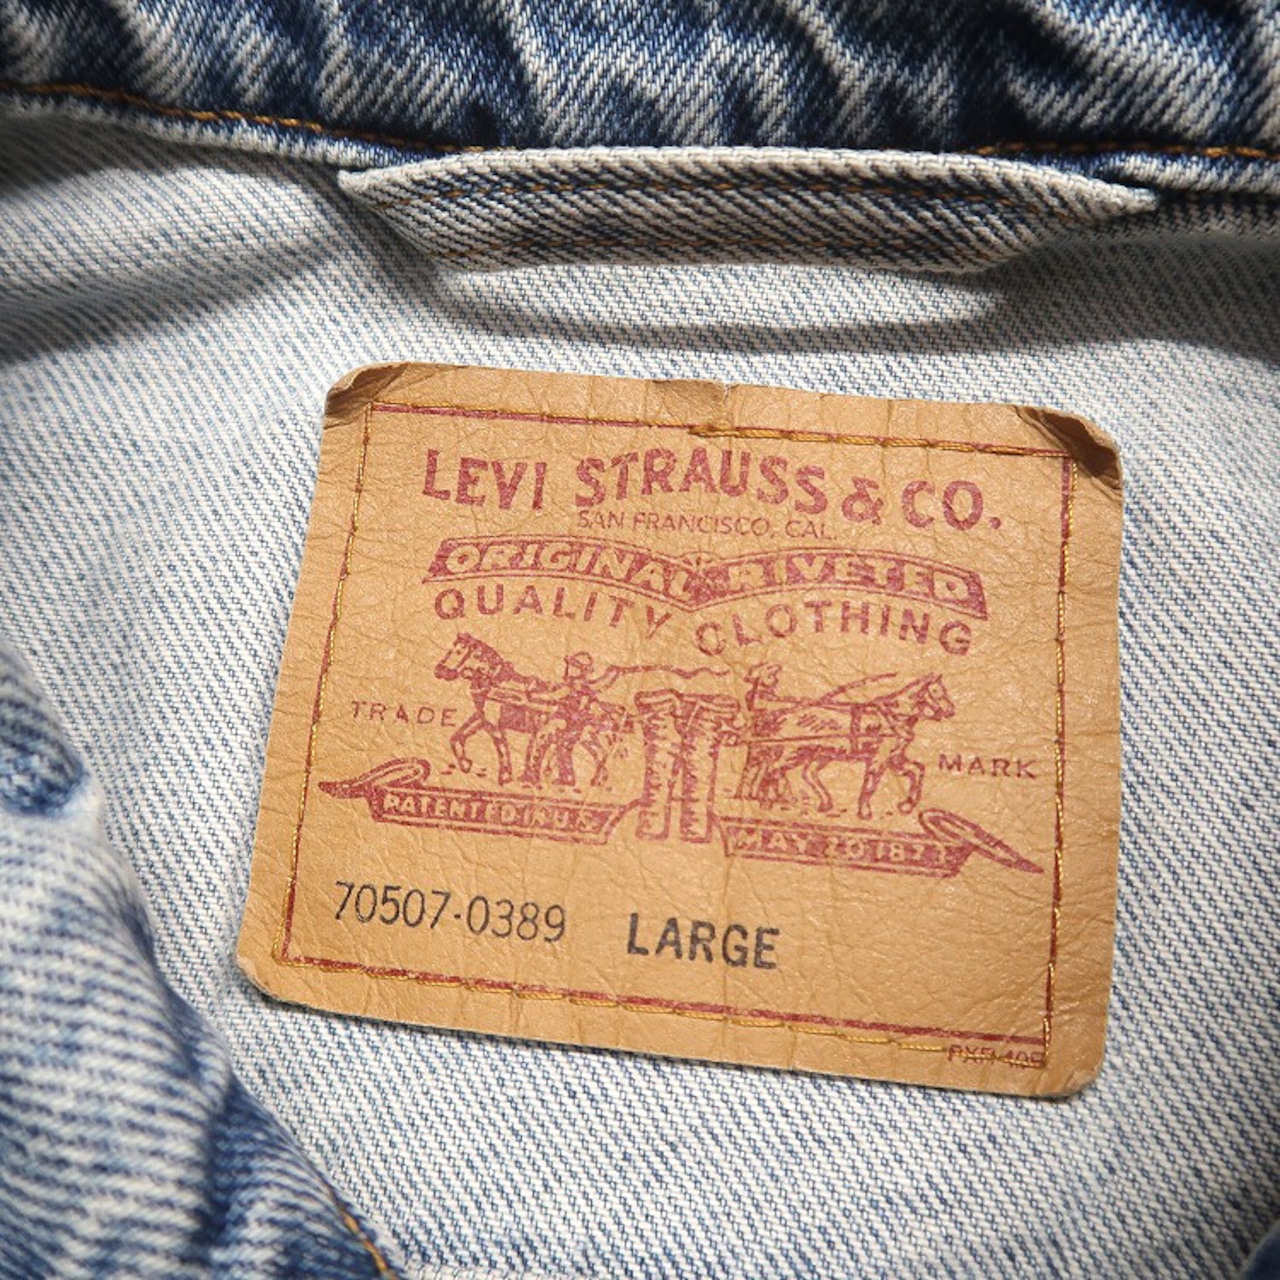 LEVI STRAUSS & CO.
SAN FRANCISCO, CAL.
ORIGINAL RIVETED
QUALITY CLOTHING
TRADE MARK
PATENTED IN U.S.
MAY 20 1873
70507-0389 LARGE